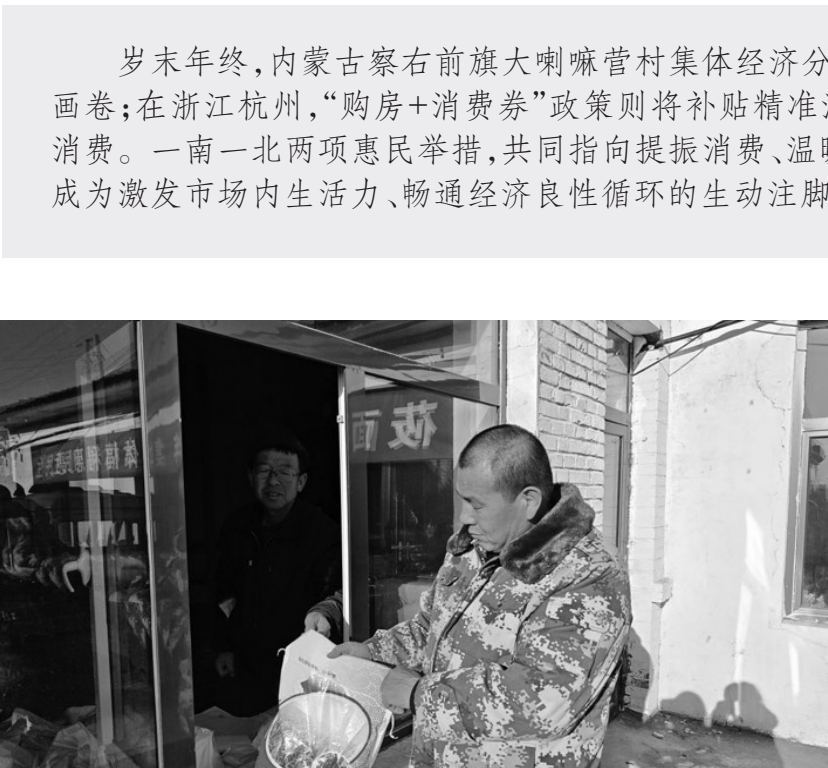 岁末年终,内蒙古察右前旗大喇嘛营村集体经济分
画卷;在浙江杭州,“购房+消费券”政策则将补贴精准
消费。一南一北两项惠民举措,共同指向提振消费、温
成为激发市场内生活力、畅通经济良性循环的生动注脚
莜面